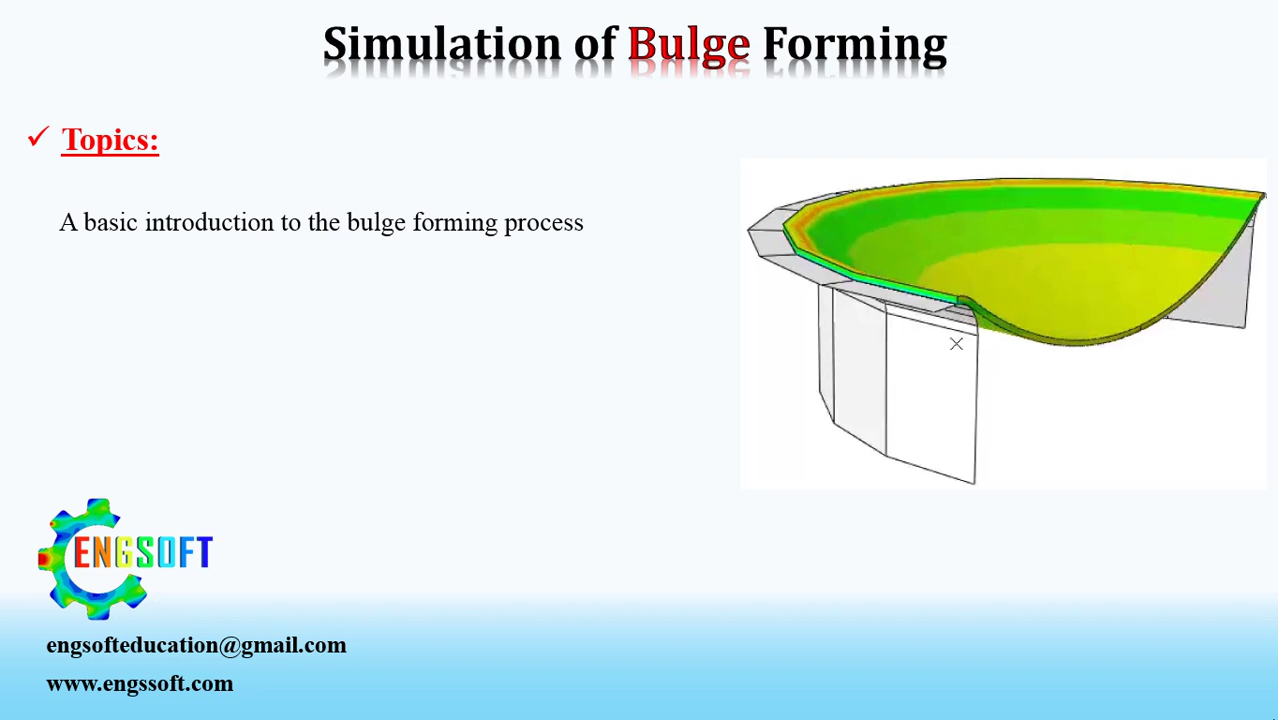 Simulation of Bulge Forming
✓ Topics:
A basic introduction to the bulge forming process
ENGSOFT
engsofteducation@gmail.com
www.engssoft.com